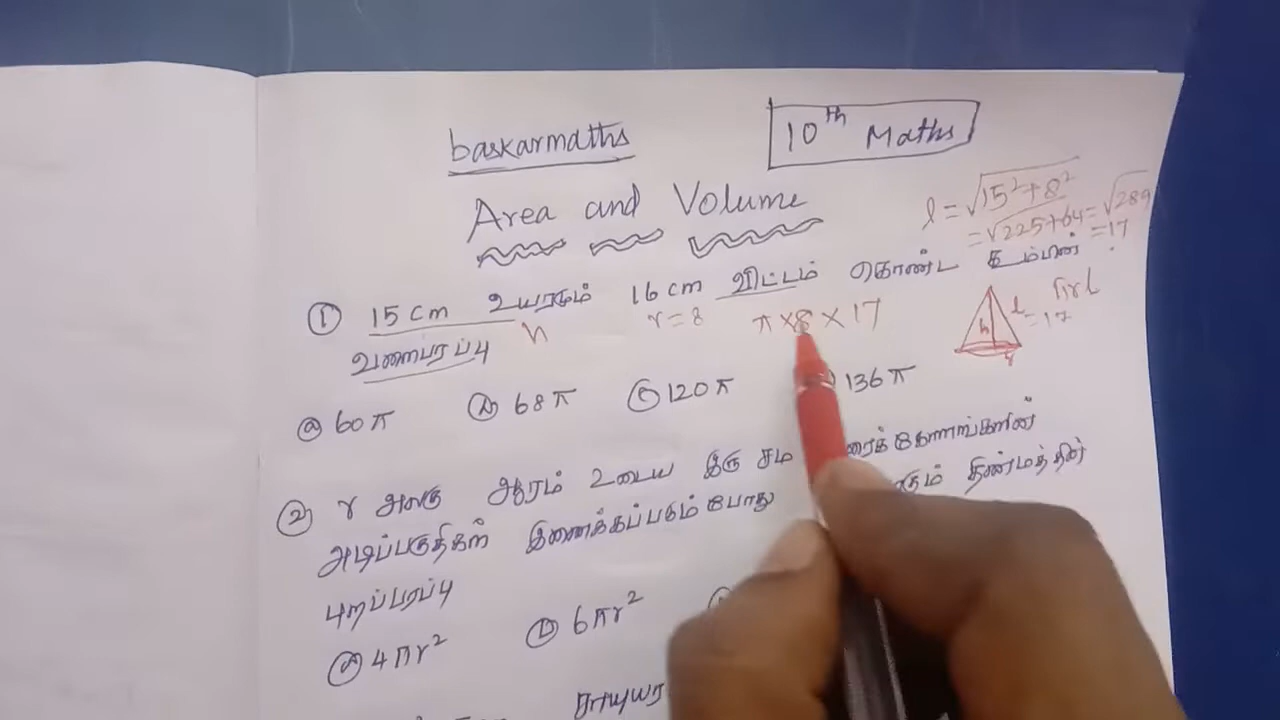 baskarmaths
10th Maths
Area and Volume
l = √15²+8²
= √225+64 = √289
= 17
① 15 cm உயரமும் 16 cm விட்டம் கொண்ட கூம்பின்
h r = 8 π × 8 × 17 πrl
வளைபரப்பு h l = 17 r
ⓐ 60π ⓑ 68π ⓒ 120π 136π
② r அலகு ஆரம் உடைய இரு சம
அடிப்பகுதிகள் இணைக்கப்படும் போது திண்மத்தின்
புறப்பரப்பு
ⓐ 4πr² ⓑ 6πr²